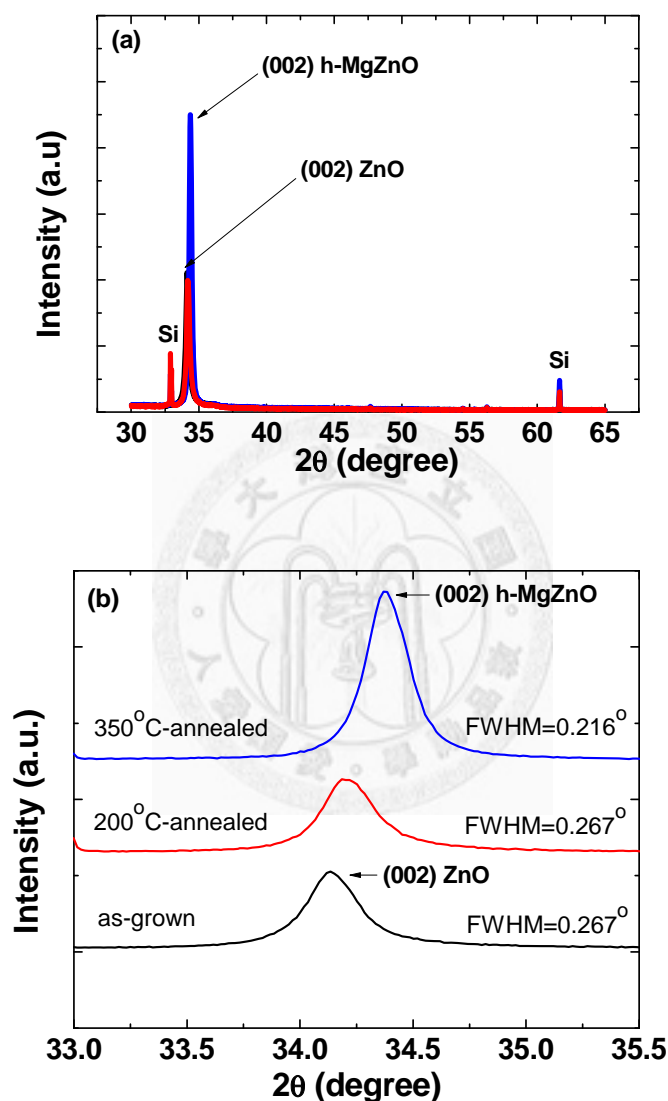 (a)
(002) h-MgZnO
(002) ZnO
Si
Si
Intensity (a.u)
30 35 40 45 50 55 60 65
2θ (degree)
(b)
(002) h-MgZnO
350°C-annealed FWHM=0.216°
200°C-annealed FWHM=0.267°
(002) ZnO
as-grown FWHM=0.267°
Intensity (a.u.)
33.0 33.5 34.0 34.5 35.0 35.5
2θ (degree)